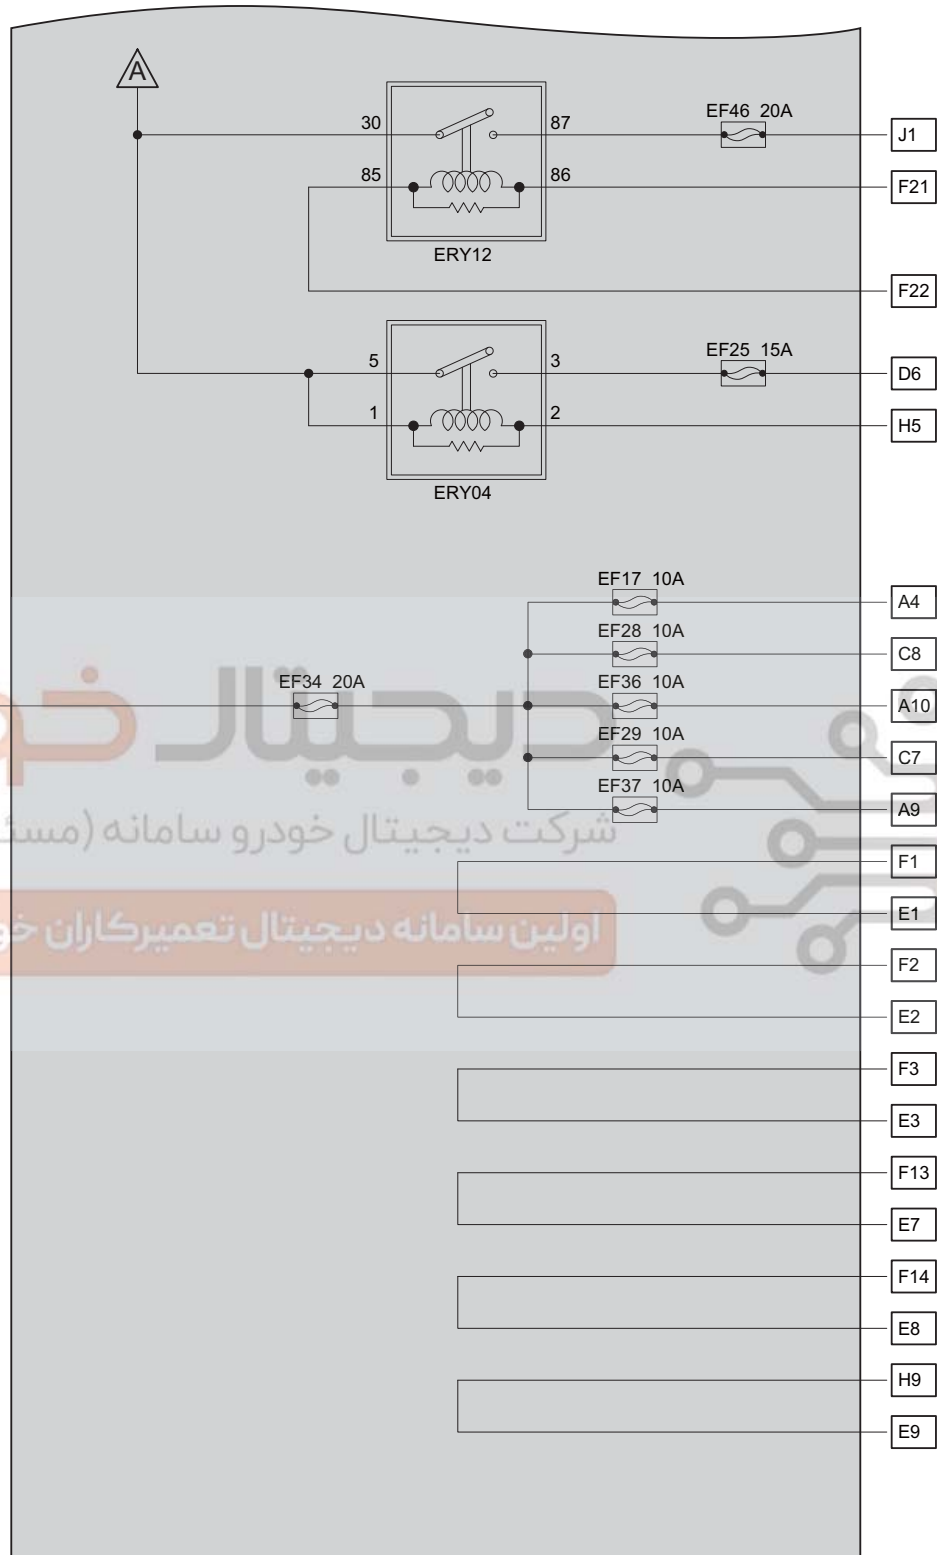 A
30
87
EF46 20A
J1
85
86
F21
ERY12
F22
5
3
EF25 15A
D6
1
2
H5
ERY04
EF17 10A
A4
EF28 10A
C8
EF34 20A
EF36 10A
A10
EF29 10A
C7
EF37 10A
A9
دیجیتال خو
شرکت دیجیتال خودرو سامانه (مسئ
اولین سامانه دیجیتال تعمیرکاران خو
F1
E1
F2
E2
F3
E3
F13
E7
F14
E8
H9
E9